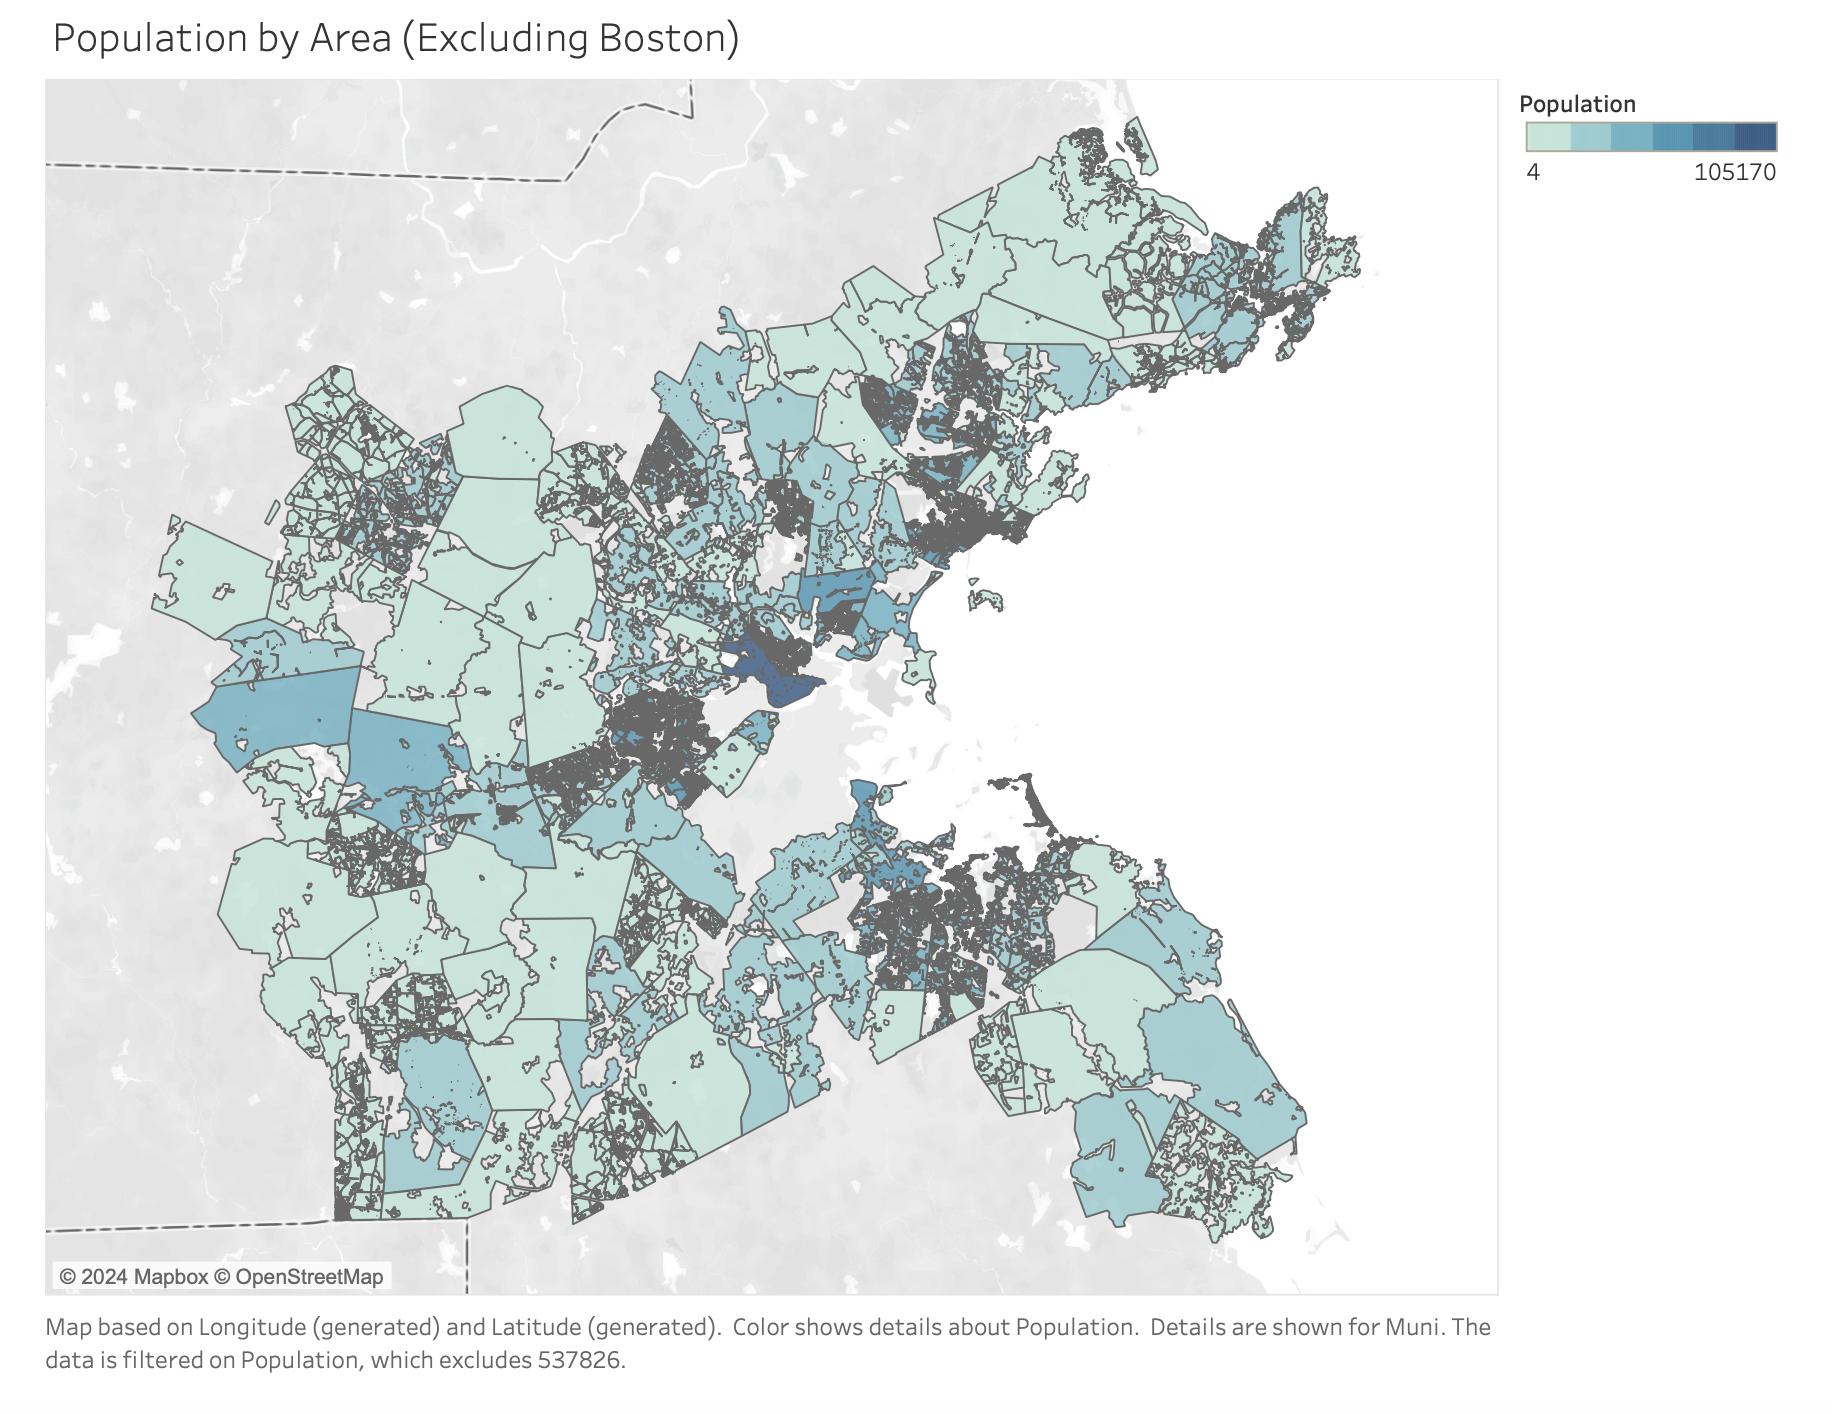 Population by Area (Excluding Boston)
Population
4 105170
© 2024 Mapbox © OpenStreetMap
Map based on Longitude (generated) and Latitude (generated). Color shows details about Population. Details are shown for Muni. The
data is filtered on Population, which excludes 537826.